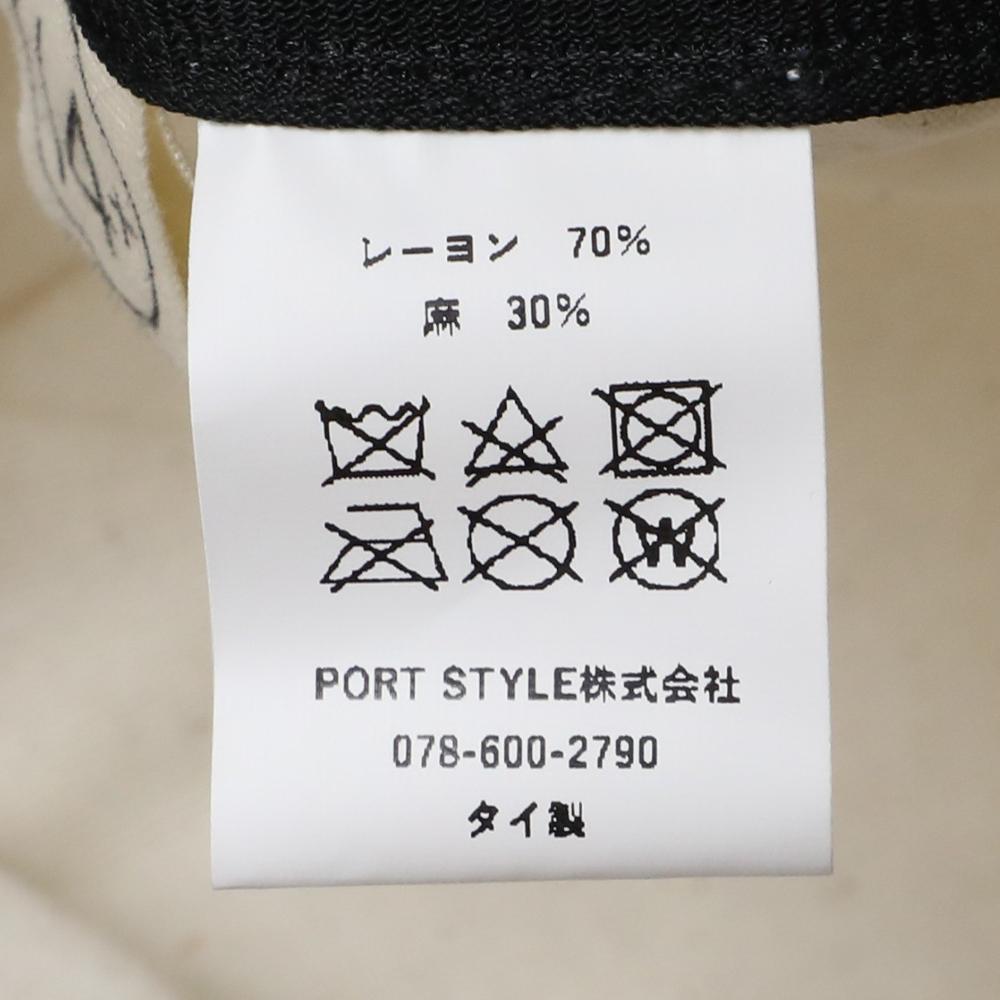 レーヨン 70%
麻 30%
W
PORT STYLE株式会社
078-600-2790
タイ製